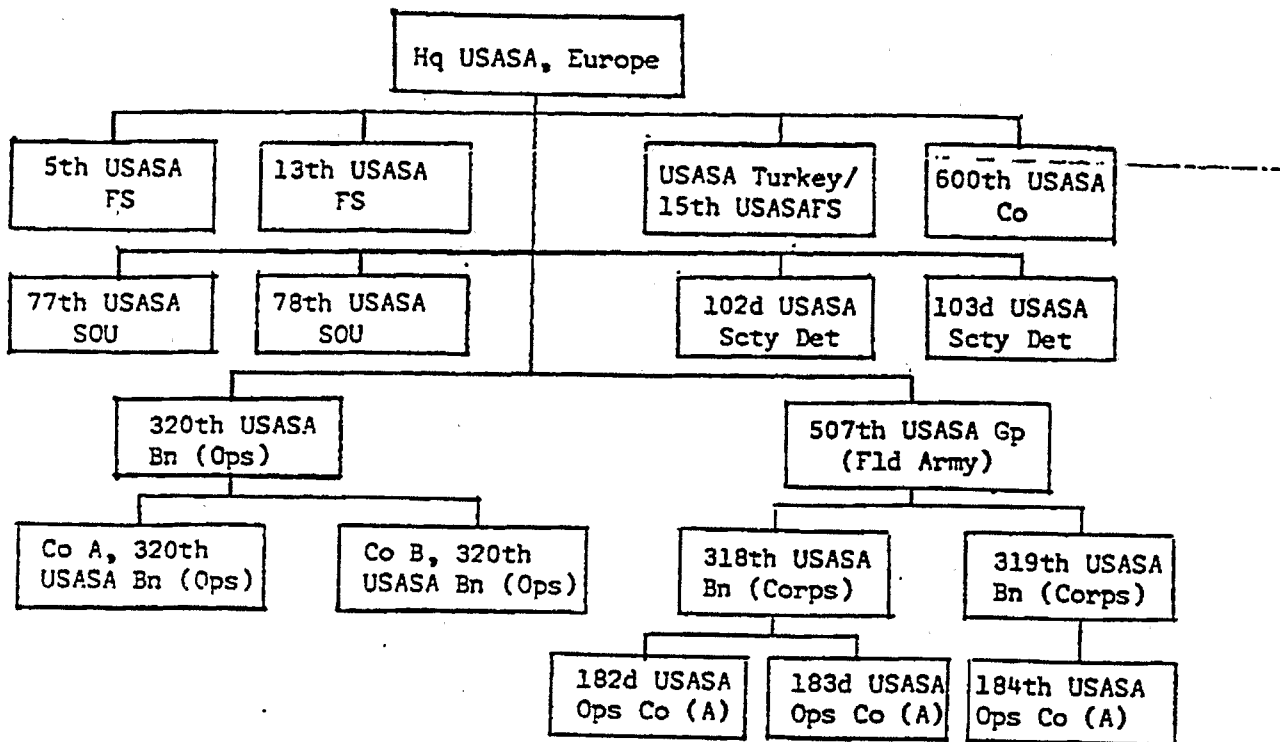 Hq USASA, Europe
5th USASA
FS
13th USASA
FS
USASA Turkey/
15th USASAFS
600th USASA
Co
77th USASA
SOU
78th USASA
SOU
102d USASA
Scty Det
103d USASA
Scty Det
320th USASA
Bn (Ops)
507th USASA Gp
(Fld Army)
Co A, 320th
USASA Bn (Ops)
Co B, 320th
USASA Bn (Ops)
318th USASA
Bn (Corps)
319th USASA
Bn (Corps)
182d USASA
Ops Co (A)
183d USASA
Ops Co (A)
184th USASA
Ops Co (A)